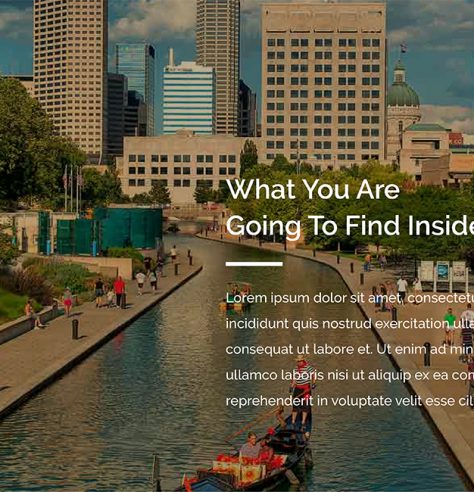 What You Are
Going To Find Inside
Lorem ipsum dolor sit amet, consectetu
incididunt quis nostrud exercitation ull
consequat ut labore et. Ut enim ad min
ullamco laboris nisi ut aliquip ex ea co
reprehenderit in voluptate velit esse cil